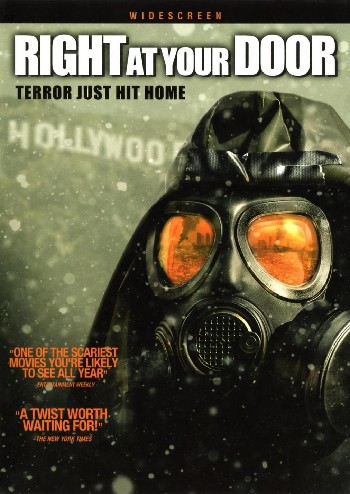 WIDESCREEN
RIGHT AT YOUR DOOR
TERROR JUST HIT HOME
HOLLYWOO
"ONE OF THE SCARIEST
MOVIES YOU'RE LIKELY
TO SEE ALL YEAR"
-ENTERTAINMENT WEEKLY
"A TWIST WORTH
WAITING FOR!"
-THE NEW YORK TIMES